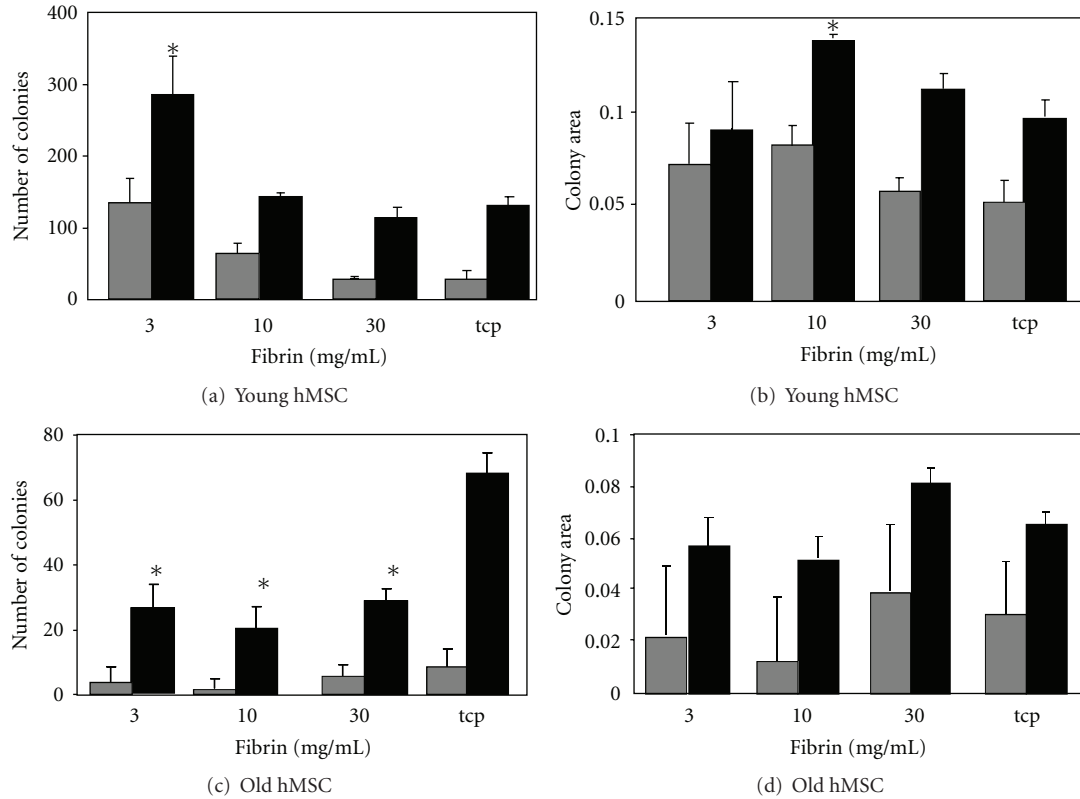 400
300
200
100
0
Number of colonies
*
3 10 30 tcp
Fibrin (mg/mL)
(a) Young hMSC
0.15
0.1
0.05
0
Colony area
*
3 10 30 tcp
Fibrin (mg/mL)
(b) Young hMSC
80
60
40
20
0
Number of colonies
* * *
3 10 30 tcp
Fibrin (mg/mL)
(c) Old hMSC
0.1
0.08
0.06
0.04
0.02
0
Colony area
3 10 30 tcp
Fibrin (mg/mL)
(d) Old hMSC